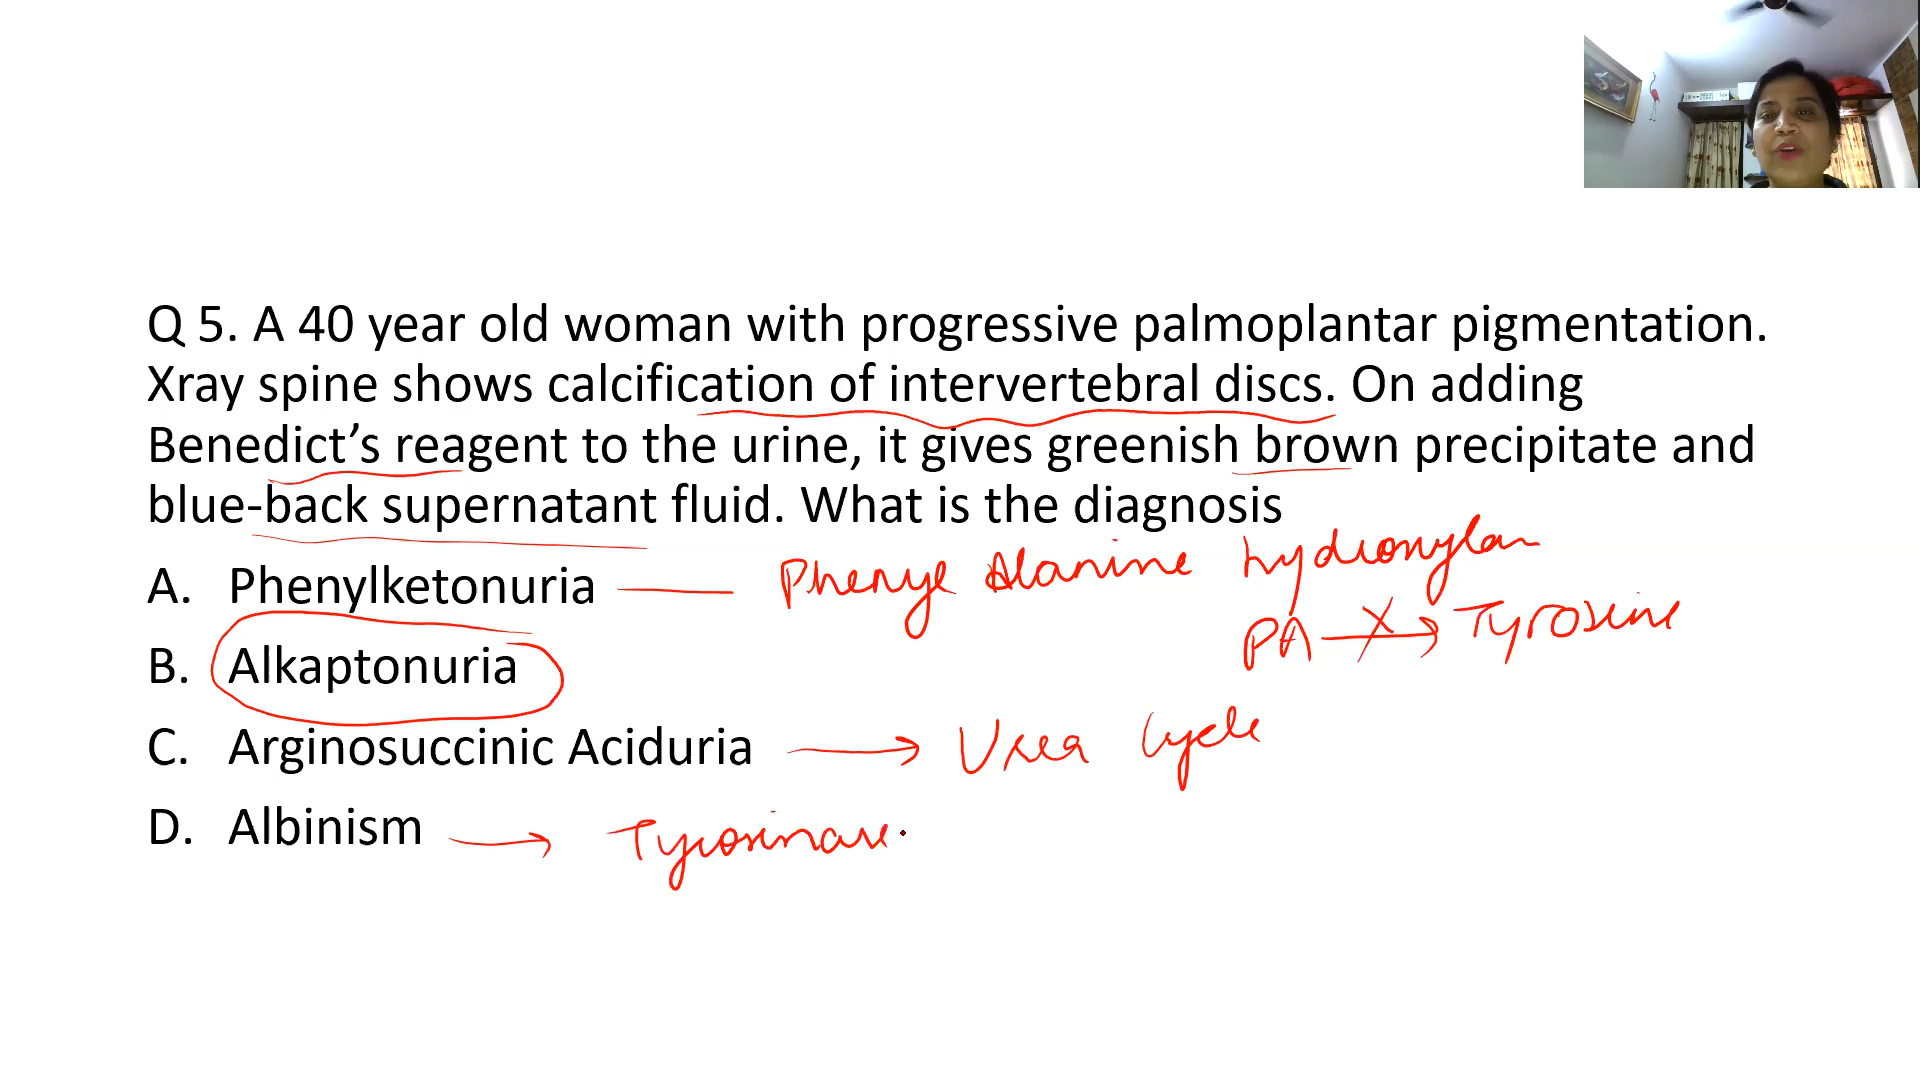 Q 5. A 40 year old woman with progressive palmoplantar pigmentation.
Xray spine shows calcification of intervertebral discs. On adding
Benedict’s reagent to the urine, it gives greenish brown precipitate and
blue-back supernatant fluid. What is the diagnosis
A. Phenylketonuria — Phenyl Alanine hydroxylase
PA → Tyrosine
B. Alkaptonuria
C. Arginosuccinic Aciduria → Urea Cycle
D. Albinism → Tyrosinase